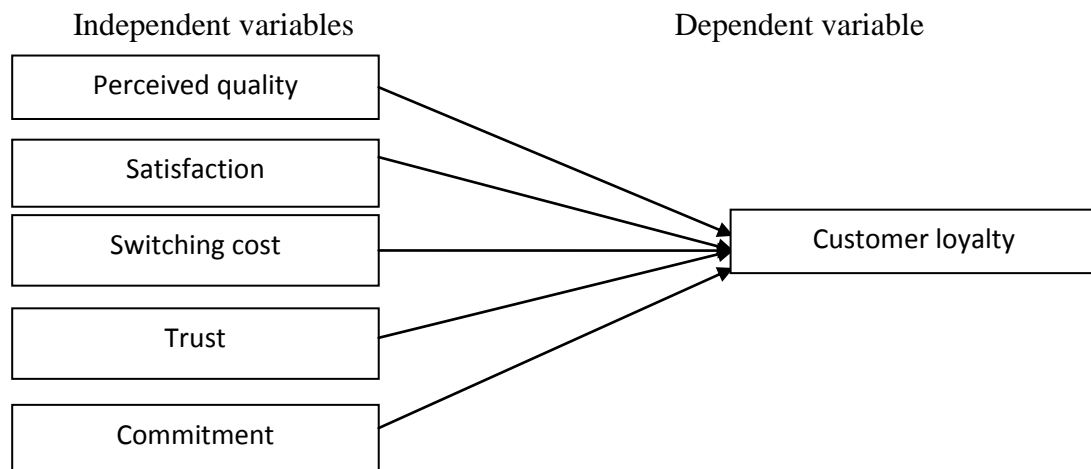 Independent variables
Dependent variable
Perceived quality
Satisfaction
Switching cost
Customer loyalty
Trust
Commitment